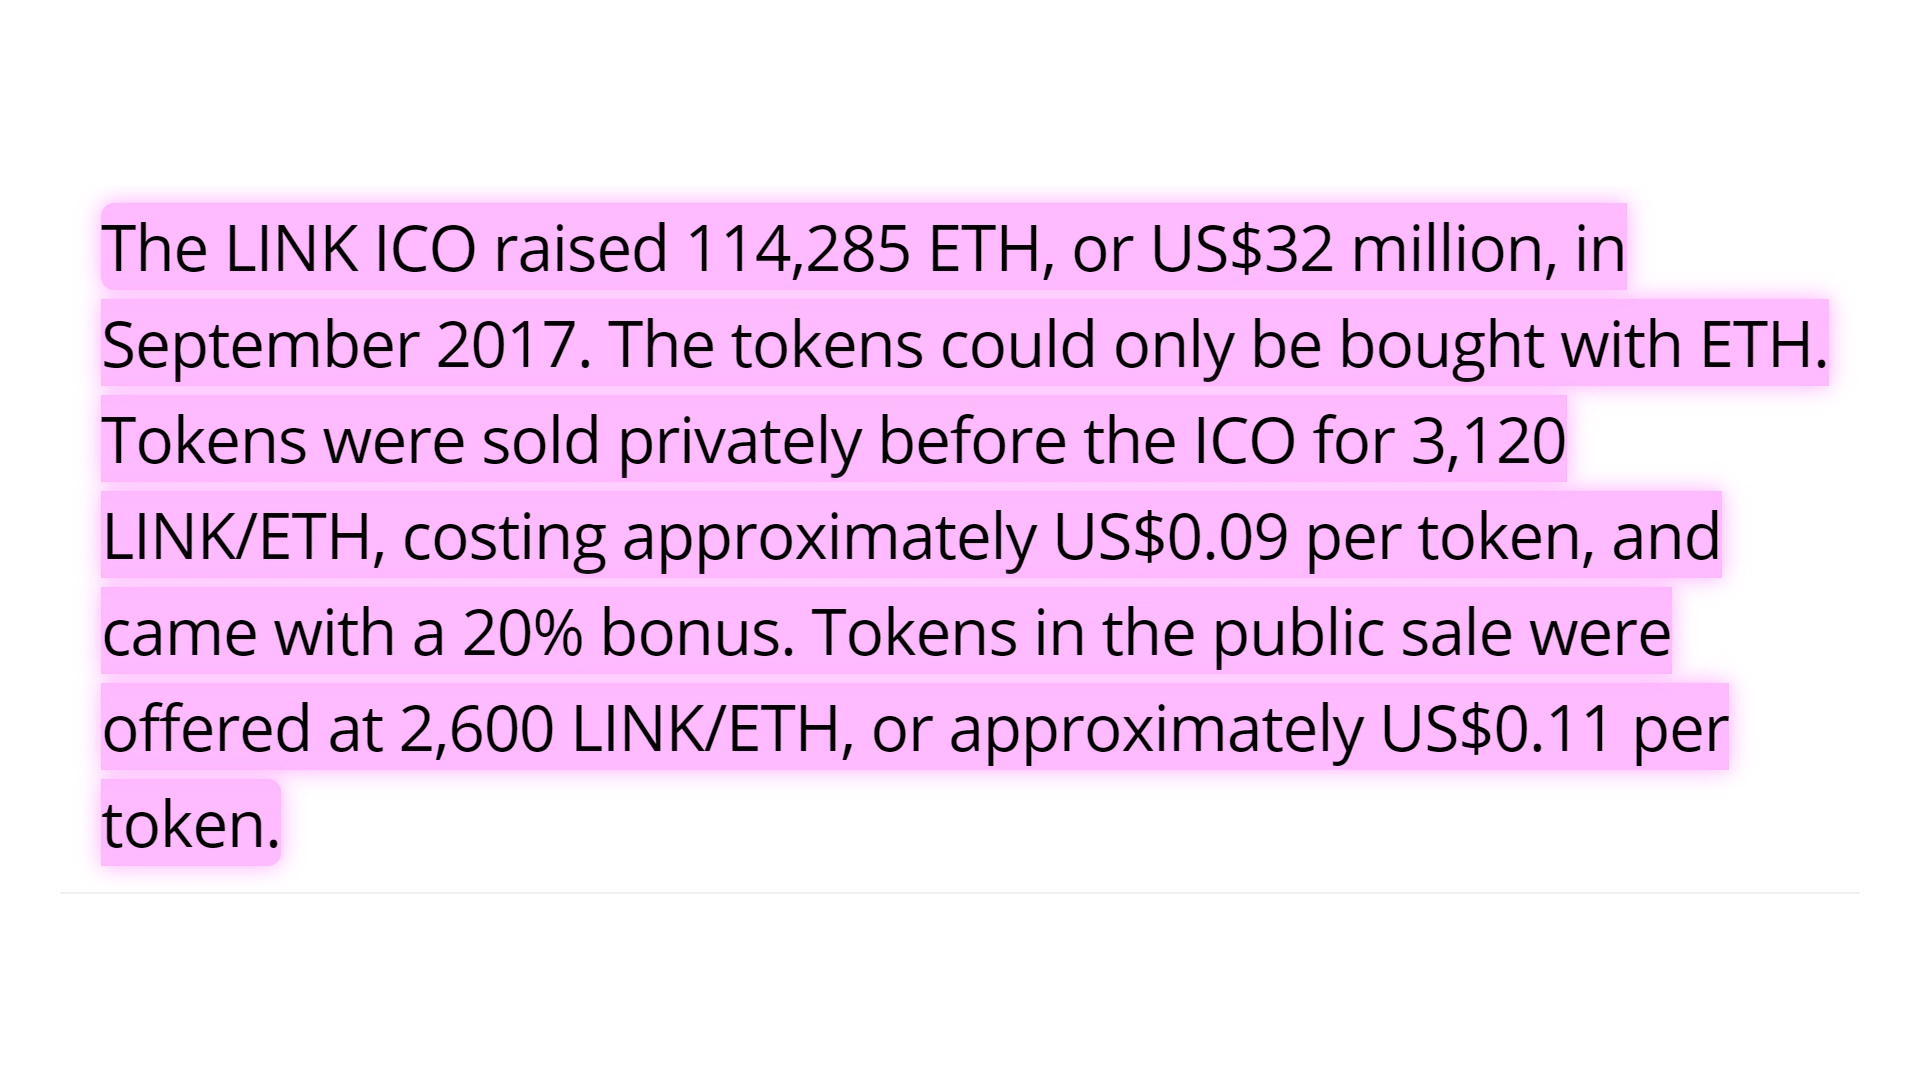 The LINK ICO raised 114,285 ETH, or US$32 million, in
September 2017. The tokens could only be bought with ETH.
Tokens were sold privately before the ICO for 3,120
LINK/ETH, costing approximately US$0.09 per token, and
came with a 20% bonus. Tokens in the public sale were
offered at 2,600 LINK/ETH, or approximately US$0.11 per
token.